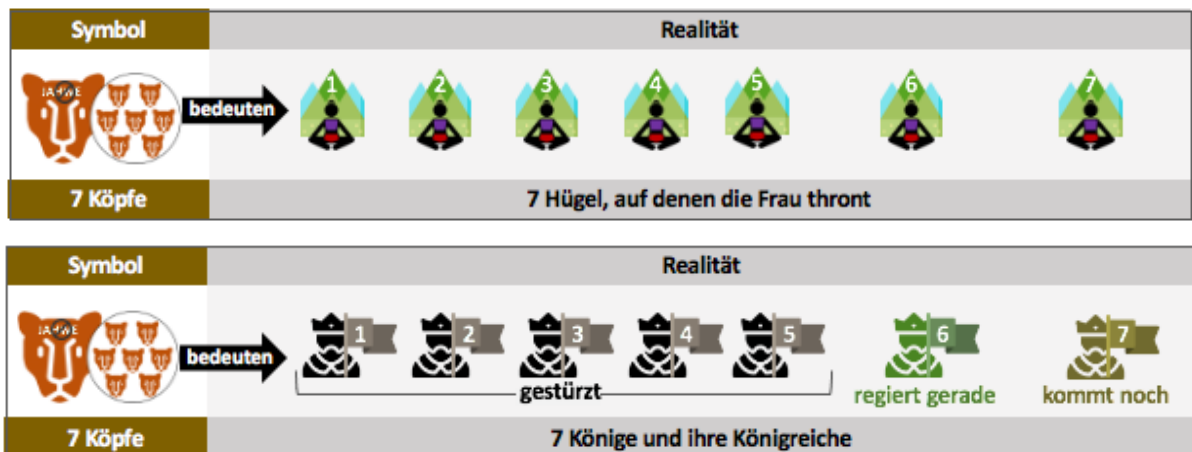 Symbol Realität
JAHWE
bedeuten
1 2 3 4 5 6 7
7 Köpfe 7 Hügel, auf denen die Frau thront
Symbol Realität
JAHWE
bedeuten
1 2 3 4 5 6 7
gestürzt regiert gerade kommt noch
7 Köpfe 7 Könige und ihre Königreiche